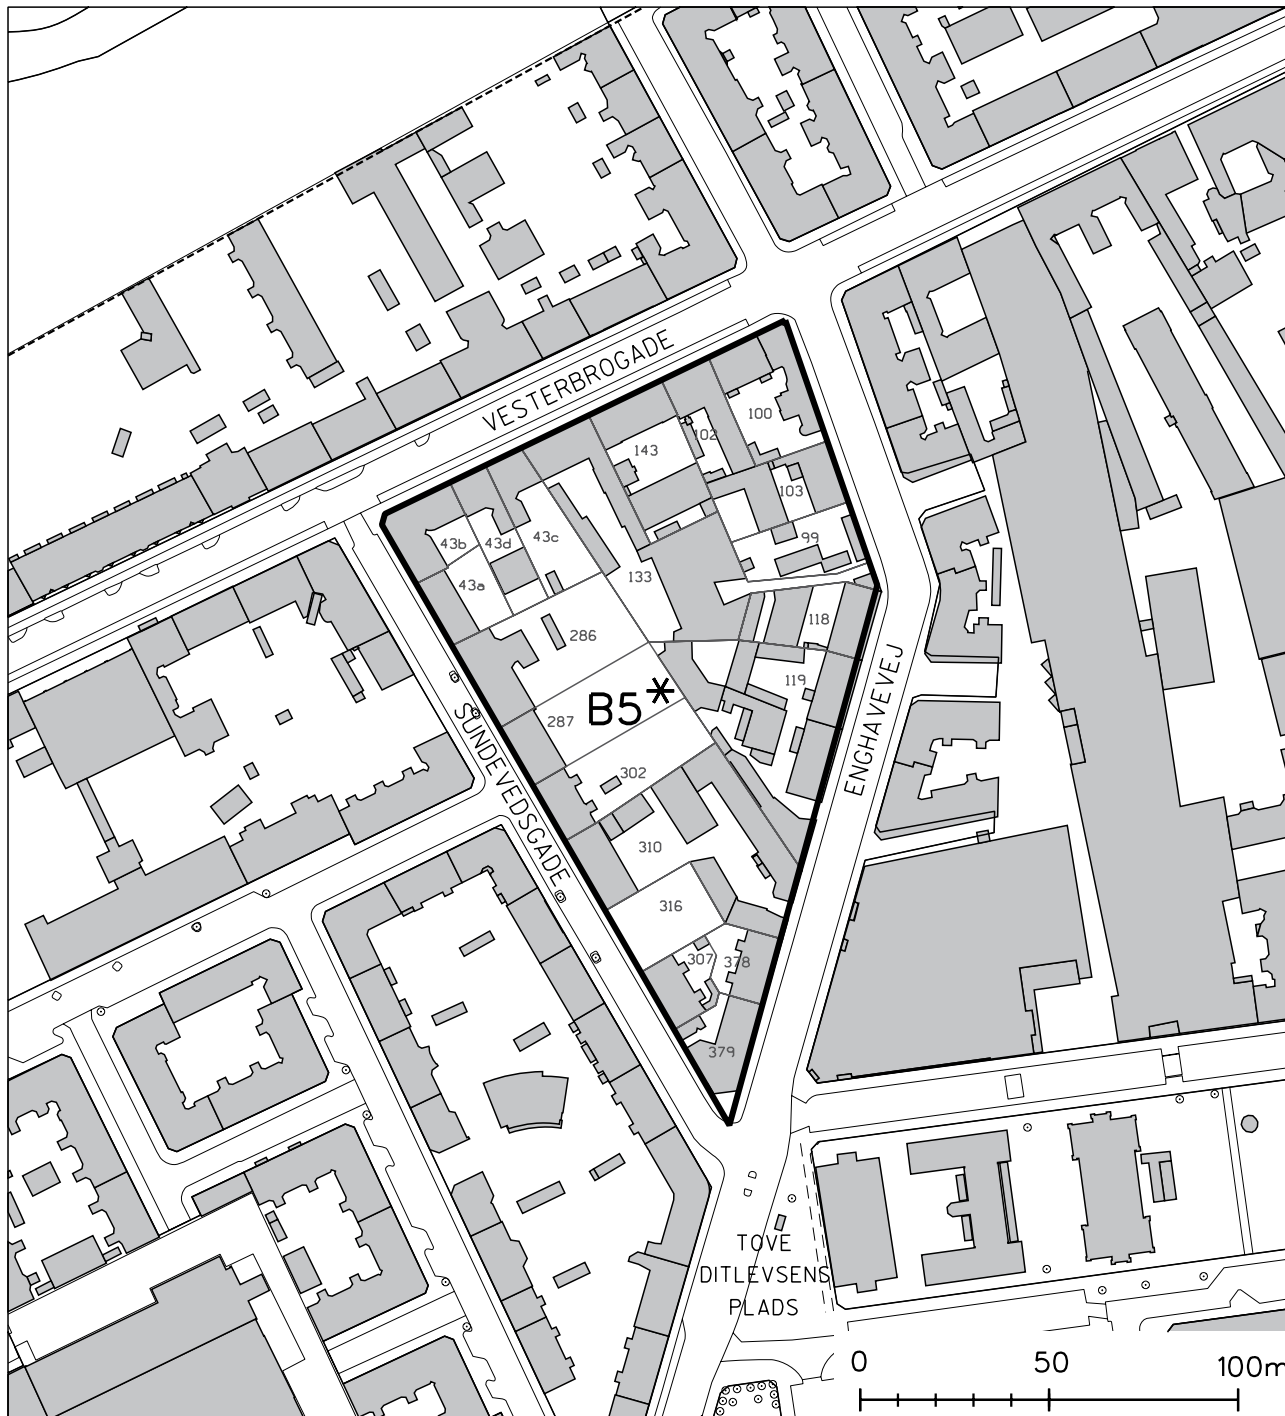 VESTERBROGADE
100
102
143
103
43b
43d
43c
99
43a
133
118
286
119
B5*
287
SUNDEVEDSGADE
ENGHAVEVEJ
302
310
316
307
378
379
TOVE
DITLEVSENS
PLADS
0 50 100m